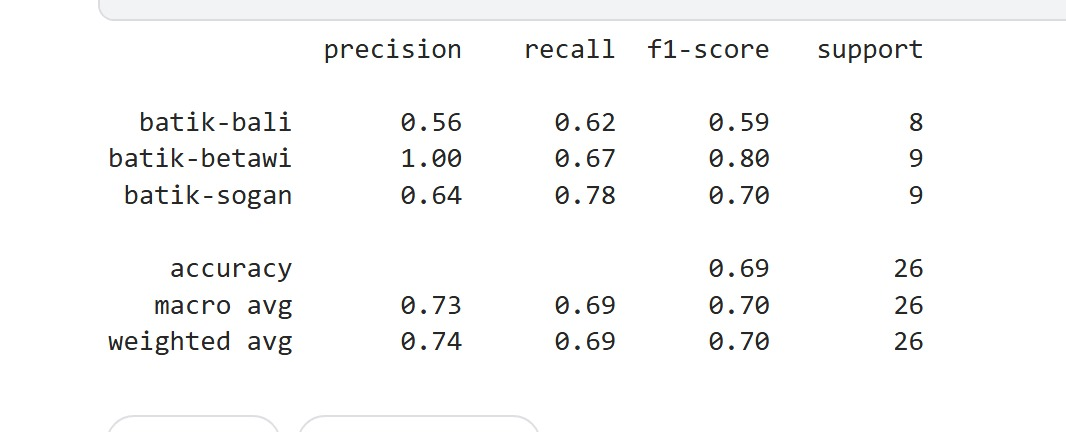 precision recall f1-score support
batik-bali 0.56 0.62 0.59 8
batik-betawi 1.00 0.67 0.80 9
batik-sogan 0.64 0.78 0.70 9
accuracy 0.69 26
macro avg 0.73 0.69 0.70 26
weighted avg 0.74 0.69 0.70 26